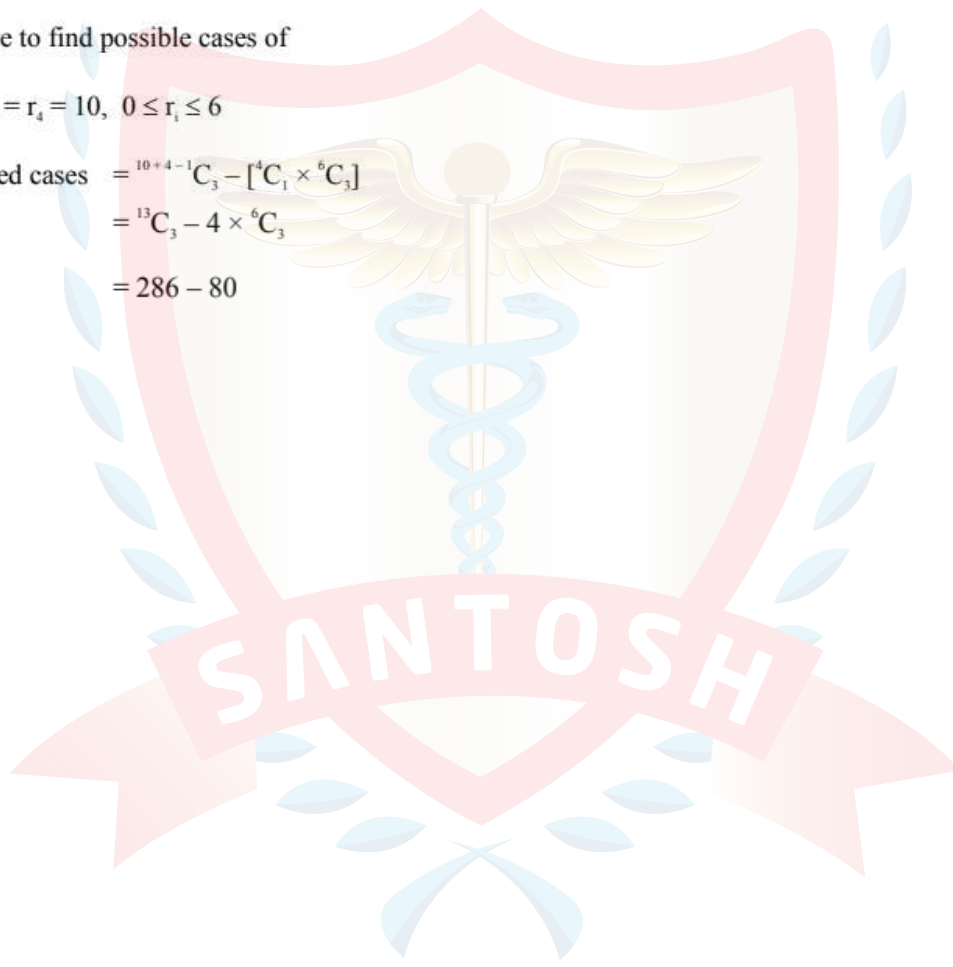 e to find possible cases of
= r₄ = 10, 0 ≤ rᵢ ≤ 6
ed cases = ¹⁰⁺⁴⁻¹C₃ – [⁴C₁ × ⁶C₃]
= ¹³C₃ – 4 × ⁶C₃
= 286 – 80
SANTOSH